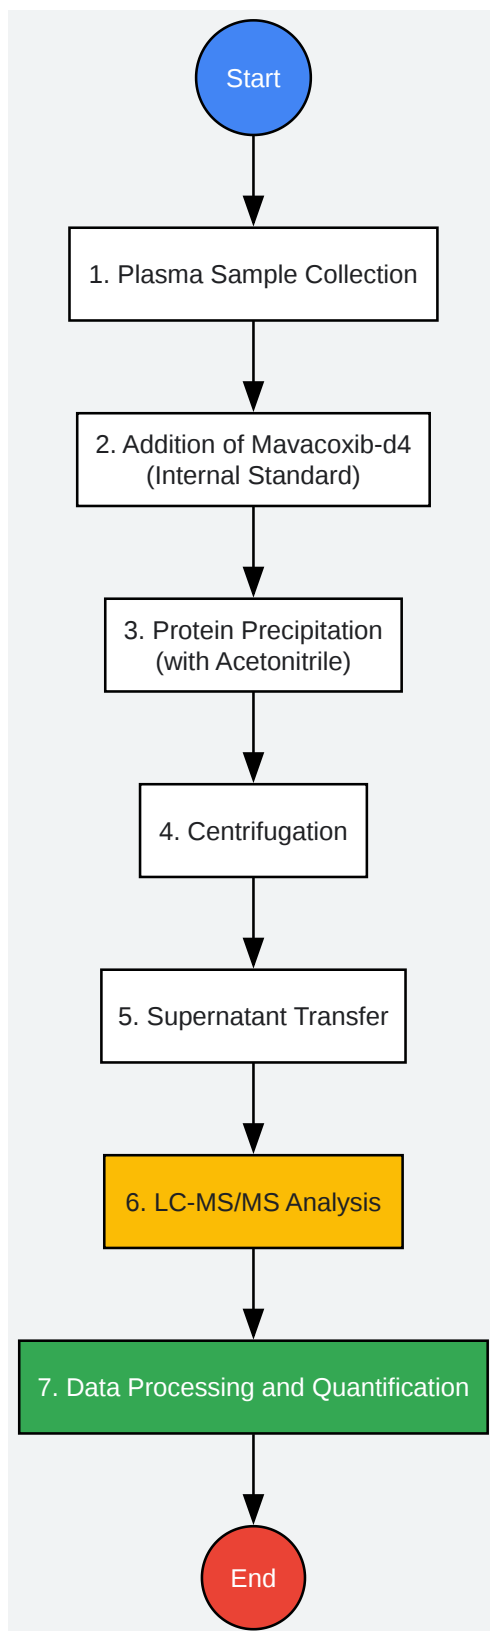 Start
1. Plasma Sample Collection
2. Addition of Mavacoxib-d4
(Internal Standard)
3. Protein Precipitation
(with Acetonitrile)
4. Centrifugation
5. Supernatant Transfer
6. LC-MS/MS Analysis
7. Data Processing and Quantification
End